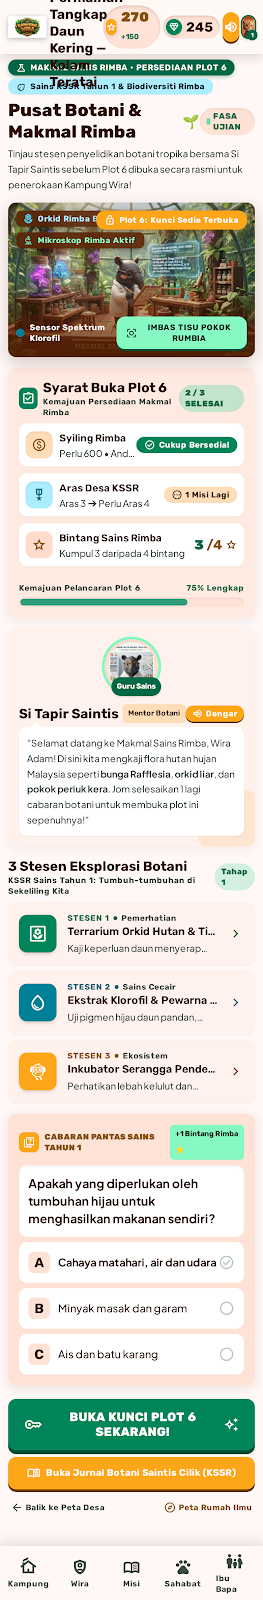 Permainan
Tangkap
Daun
Kering —
Kolam
Teratai
270
+150
245
1
MAKMAL SAINS RIMBA • PERSEDIAAN PLOT 6
Sains KSSR Tahun 1 & Biodiversiti Rimba
Pusat Botani &
Makmal Rimba
FASA
UJIAN
Tinjau stesen penyelidikan botani tropika bersama Si
Tapir Saintis sebelum Plot 6 dibuka secara rasmi untuk
penerokaan Kampung Wira!
Orkid Rimba B
Plot 6: Kunci Sedia Terbuka
Mikroskop Rimba Aktif
Sensor Spektrum
Klorofil
IMBAS TISU POKOK
RUMBIA
Syarat Buka Plot 6
Kemajuan Persediaan Makmal
Rimba
2 / 3
SELESAI
Syiling Rimba
Perlu 600 • And...
Cukup Bersedia!
Aras Desa KSSR
Aras 3 → Perlu Aras 4
1 Misi Lagi
Bintang Sains Rimba
Kumpul 3 daripada 4 bintang
3 /4
Kemajuan Pelancaran Plot 6
75% Lengkap
Guru Sains
Si Tapir Saintis
Mentor Botani
Dengar
"Selamat datang ke Makmal Sains Rimba, Wira
Adam! Di sini kita mengkaji flora hutan hujan
Malaysia seperti bunga Rafflesia, orkid liar, dan
pokok periuk kera. Jom selesaikan 1 lagi
cabaran botani untuk membuka plot ini
sepenuhnya!"
3 Stesen Eksplorasi Botani
KSSR Sains Tahun 1: Tumbuh-tumbuhan di
Sekeliling Kita
Tahap
1
STESEN 1 • Pemerhatian
Terrarium Orkid Hutan & Ti...
Kaji keperluan daun menyerap...
STESEN 2 • Sains Cecair
Ekstrak Klorofil & Pewarna ...
Uji pigmen hijau daun pandan,...
STESEN 3 • Ekosistem
Inkubator Serangga Pende...
Perhatikan lebah kelulut dan...
CABARAN PANTAS SAINS
TAHUN 1
+1 Bintang Rimba
Apakah yang diperlukan oleh
tumbuhan hijau untuk
menghasilkan makanan sendiri?
A Cahaya matahari, air dan udara
B Minyak masak dan garam
C Ais dan batu karang
BUKA KUNCI PLOT 6
SEKARANG!
Buka Jurnal Botani Saintis Cilik (KSSR)
← Balik ke Peta Desa
Peta Rumah Ilmu
Kampung
Wira
Misi
Sahabat
Ibu
Bapa